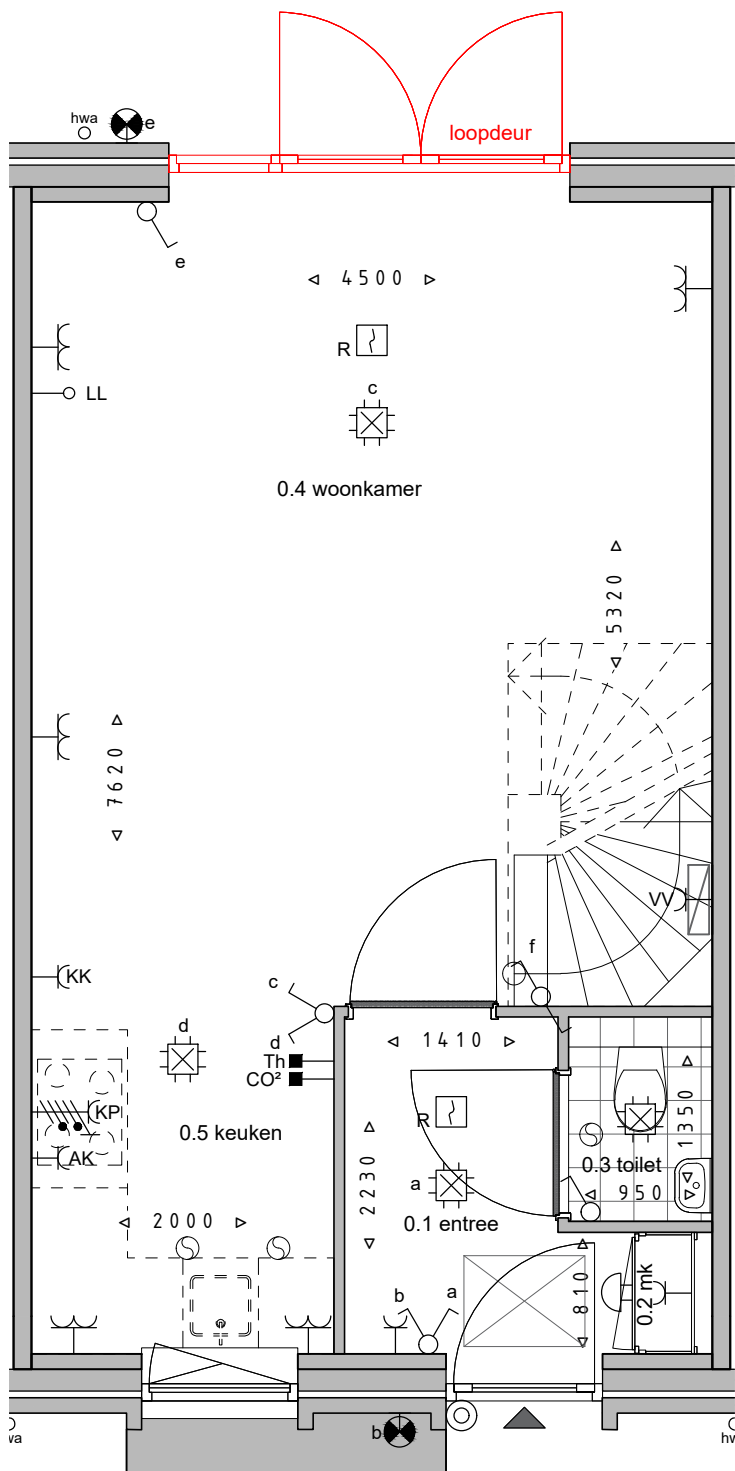 hwa
e
loopdeur
e
4500
R
c
LL
0.4 woonkamer
5320
7620
VV
f
KK
c
d
d
1410
Th
CO²
KP
R
1350
0.5 keuken
AK
0.3 toilet
a
2230
950
0.1 entree
2000
810
0.2 mk
b
a
wa
b
hw